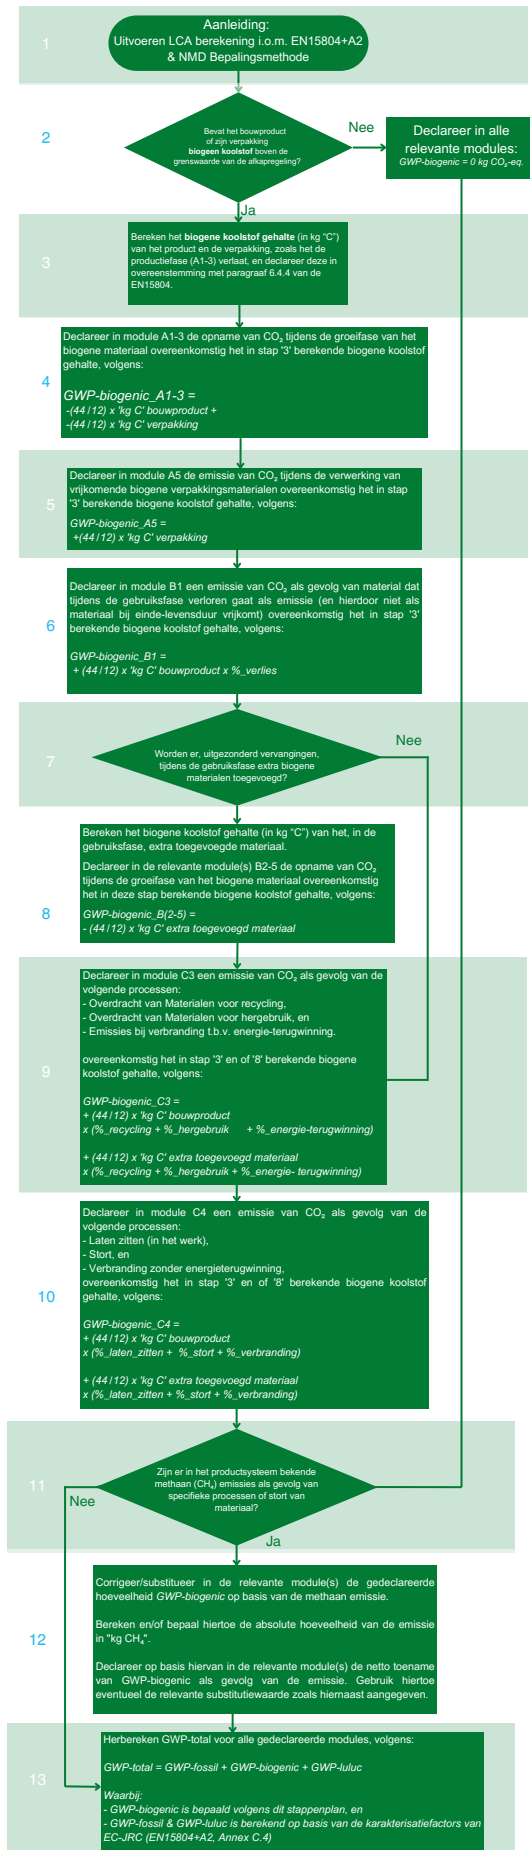 1
Aanleiding:
Uitvoeren LCA berekening i.o.m. EN15804+A2
& NMD Bepalingsmethode
2
Bevat het bouwproduct
of zijn verpakking
biogeen koolstof boven de
grenswaarde van de afkapregeling?
Nee
Declareer in alle
relevante modules:
GWP-biogenic = 0 kg CO₂-eq.
Ja
3
Bereken het biogene koolstof gehalte (in kg "C")
van het product en de verpakking, zoals het de
productiefase (A1-3) verlaat, en declareer deze in
overeenstemming met paragraaf 6.4.4 van de
EN15804.
4
Declareer in module A1-3 de opname van CO₂ tijdens de groeifase van het
biogene materiaal overeenkomstig het in stap '3' berekende biogene koolstof
gehalte, volgens:
GWP-biogenic_A1-3 =
-(44/12) x 'kg C' bouwproduct +
-(44/12) x 'kg C' verpakking
5
Declareer in module A5 de emissie van CO₂ tijdens de verwerking van
vrijkomende biogene verpakkingsmaterialen overeenkomstig het in stap
'3' berekende biogene koolstof gehalte, volgens:
GWP-biogenic_A5 =
+(44/12) x 'kg C' verpakking
6
Declareer in module B1 een emissie van CO₂ als gevolg van material dat
tijdens de gebruiksfase verloren gaat als emissie (en hierdoor niet als
materiaal bij einde-levensduur vrijkomt) overeenkomstig het in stap '3'
berekende biogene koolstof gehalte, volgens:
GWP-biogenic_B1 =
+ (44/12) x 'kg C' bouwproduct x %_verlies
7
Worden er, uitgezonderd vervangingen,
tijdens de gebruiksfase extra biogene
materialen toegevoegd?
Nee
8
Bereken het biogene koolstof gehalte (in kg "C") van het, in de
gebruiksfase, extra toegevoegde materiaal.
Declareer in de relevante module(s) B2-5 de opname van CO₂
tijdens de groeifase van het biogene materiaal overeenkomstig
het in deze stap berekende biogene koolstof gehalte, volgens:
GWP-biogenic_B(2-5) =
- (44/12) x 'kg C' extra toegevoegd materiaal
9
Declareer in module C3 een emissie van CO₂ als gevolg van de
volgende processen:
- Overdracht van Materialen voor recycling,
- Overdracht van Materialen voor hergebruik, en
- Emissies bij verbranding t.b.v. energie-terugwinning.
overeenkomstig het in stap '3' en of '8' berekende biogene
koolstof gehalte, volgens:
GWP-biogenic_C3 =
+ (44/12) x 'kg C' bouwproduct
x (%_recycling + %_hergebruik + %_energie-terugwinning)
+ (44/12) x 'kg C' extra toegevoegd materiaal
x (%_recycling + %_hergebruik + %_energie- terugwinning)
10
Declareer in module C4 een emissie van CO₂ als gevolg van de
volgende processen:
- Laten zitten (in het werk),
- Stort, en
- Verbranding zonder energieterugwinning,
overeenkomstig het in stap '3' en of '8' berekende biogene koolstof
gehalte, volgens:
GWP-biogenic_C4 =
+ (44/12) x 'kg C' bouwproduct
x (%_laten_zitten + %_stort + %_verbranding)
+ (44/12) x 'kg C' extra toegevoegd materiaal
x (%_laten_zitten + %_stort + %_verbranding)
11
Zijn er in het productsysteem bekende
methaan (CH₄) emissies als gevolg van
specifieke processen of stort van
materiaal?
Nee
Ja
12
Corrigeer/substitueer in de relevante module(s) de gedeclareerde
hoeveelheid GWP-biogenic op basis van de methaan emissie.
Bereken en/of bepaal hiertoe de absolute hoeveelheid van de emissie
in "kg CH₄".
Declareer op basis hiervan in de relevante module(s) de netto toename
van GWP-biogenic als gevolg van de emissie. Gebruik hiertoe
eventueel de relevante substitutiewaarde zoals hiernaast aangegeven.
13
Herbereken GWP-total voor alle gedeclareerde modules, volgens:
GWP-total = GWP-fossil + GWP-biogenic + GWP-luluc
Waarbij:
- GWP-biogenic is bepaald volgens dit stappenplan, en
- GWP-fossil & GWP-luluc is berekend op basis van de karakterisatiefactors van
EC-JRC (EN15804+A2, Annex C.4)